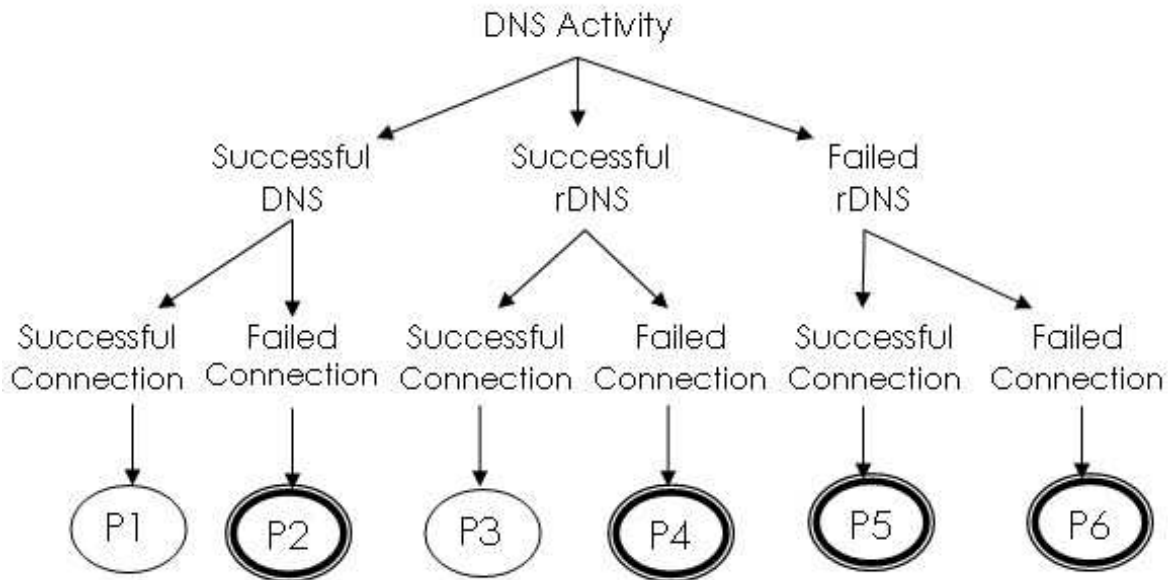 DNS Activity
Successful
DNS
Successful
rDNS
Failed
rDNS
Successful
Connection
Failed
Connection
Successful
Connection
Failed
Connection
Successful
Connection
Failed
Connection
P1
P2
P3
P4
P5
P6